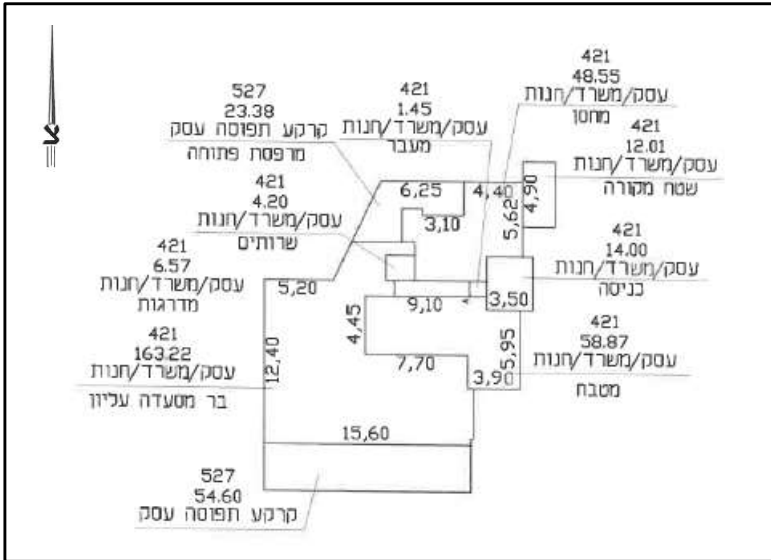 421
48.55
עסק/משרד/חנות
מחסן
421
1.45
עסק/משרד/חנות
מעבר
527
23.38
קרקע תפוסה עסק
מרפסת פתוחה
421
12.01
עסק/משרד/חנות
שטח מקורה
421
4.20
עסק/משרד/חנות
שרותים
6,25
4,40
3,10
5,62
4,90
421
14.00
עסק/משרד/חנות
כניסה
421
6.57
עסק/משרד/חנות
מדרגות
5,20
9,10
3,50
4,45
12,40
7,70
5,95
3,90
421
58.87
עסק/משרד/חנות
מטבח
421
163.22
עסק/משרד/חנות
בר מסעדה עליון
15,60
527
54.60
קרקע תפוסה עסק